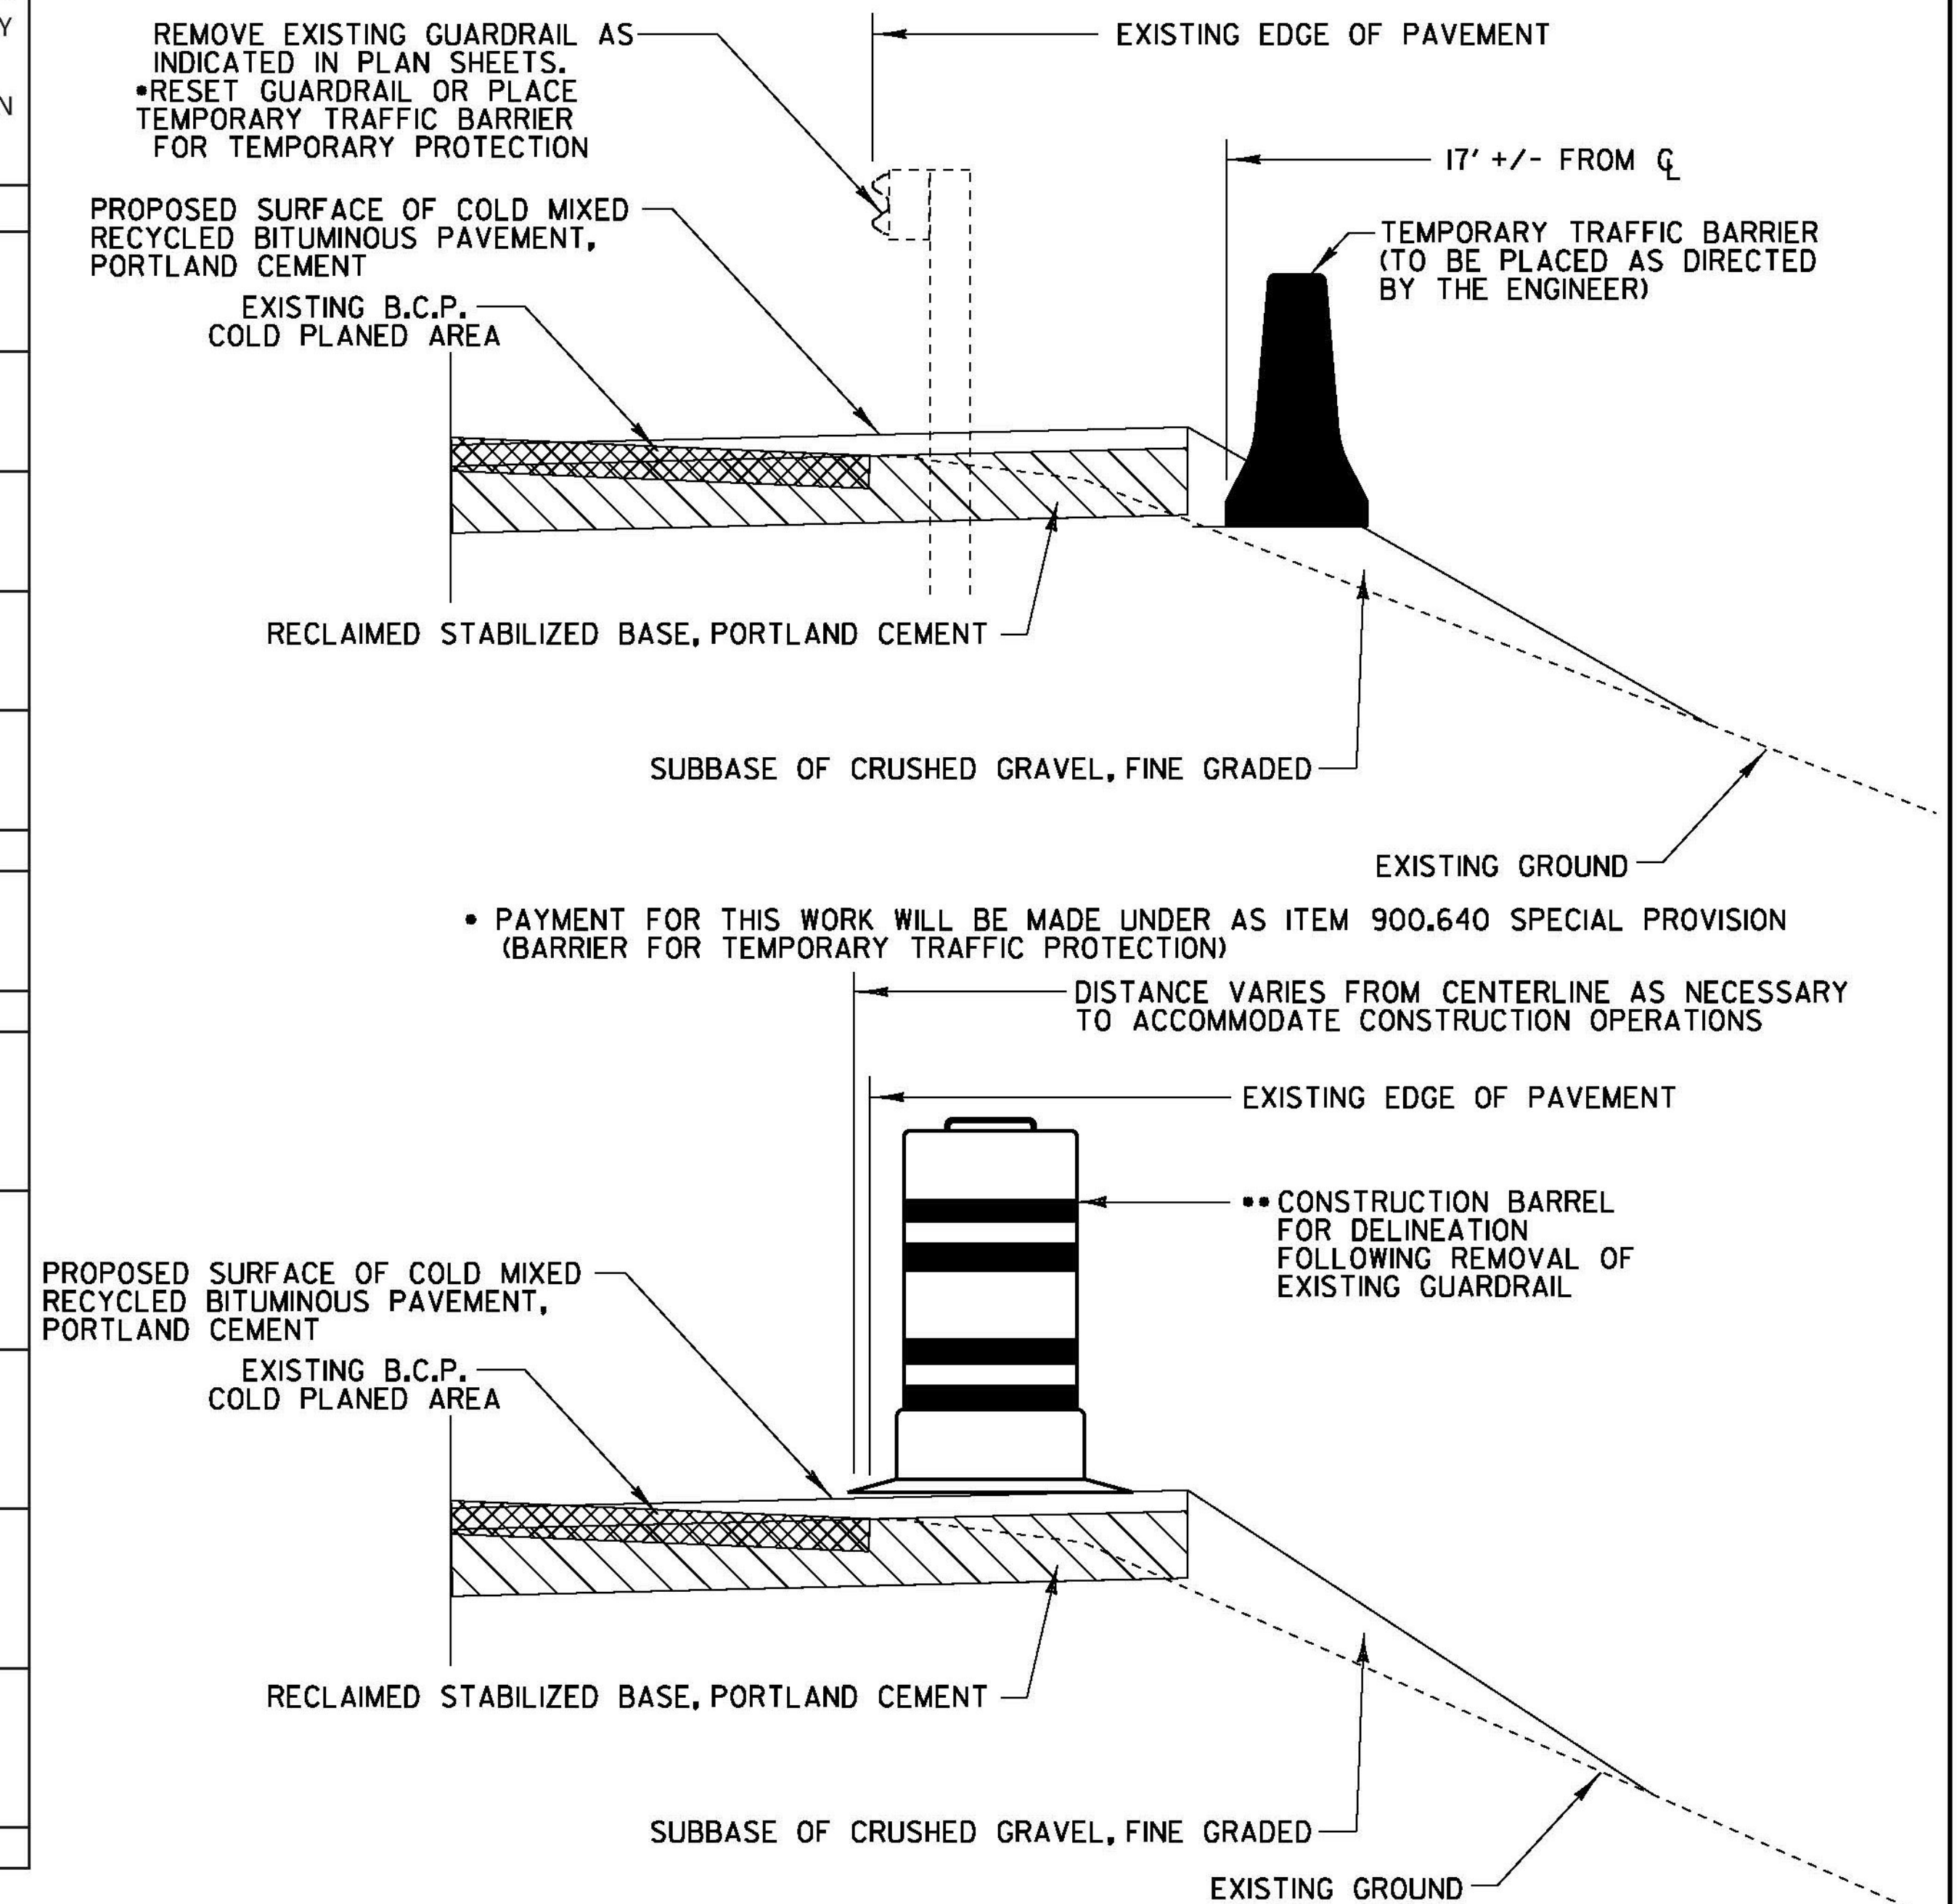 Y
N
REMOVE EXISTING GUARDRAIL AS
INDICATED IN PLAN SHEETS.
•RESET GUARDRAIL OR PLACE
TEMPORARY TRAFFIC BARRIER
FOR TEMPORARY PROTECTION
EXISTING EDGE OF PAVEMENT
17' +/- FROM ℄
PROPOSED SURFACE OF COLD MIXED
RECYCLED BITUMINOUS PAVEMENT,
PORTLAND CEMENT
TEMPORARY TRAFFIC BARRIER
(TO BE PLACED AS DIRECTED
BY THE ENGINEER)
EXISTING B.C.P.
COLD PLANED AREA
RECLAIMED STABILIZED BASE, PORTLAND CEMENT
SUBBASE OF CRUSHED GRAVEL, FINE GRADED
EXISTING GROUND
• PAYMENT FOR THIS WORK WILL BE MADE UNDER AS ITEM 900.640 SPECIAL PROVISION
(BARRIER FOR TEMPORARY TRAFFIC PROTECTION)
DISTANCE VARIES FROM CENTERLINE AS NECESSARY
TO ACCOMMODATE CONSTRUCTION OPERATIONS
EXISTING EDGE OF PAVEMENT
••CONSTRUCTION BARREL
FOR DELINEATION
FOLLOWING REMOVAL OF
EXISTING GUARDRAIL
PROPOSED SURFACE OF COLD MIXED
RECYCLED BITUMINOUS PAVEMENT,
PORTLAND CEMENT
EXISTING B.C.P.
COLD PLANED AREA
RECLAIMED STABILIZED BASE, PORTLAND CEMENT
SUBBASE OF CRUSHED GRAVEL, FINE GRADED
EXISTING GROUND